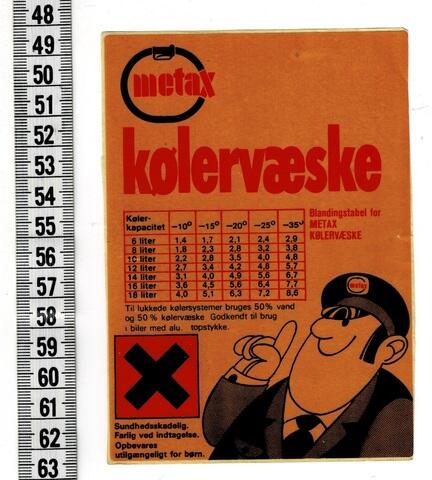 48
49
50
51
52
53
54
55
56
57
58
59
60
61
62
63
metax
kølervæske
Køler-
kapacitet –10° –15° –20° –25° –35°
6 liter 1,4 1,7 2,1 2,4 2,9
8 liter 1,8 2,3 2,8 3,2 3,8
10 liter 2,2 2,8 3,5 4,0 4,8
12 liter 2,7 3,4 4,2 4,8 5,7
14 liter 3,1 4,0 4,9 5,6 6,7
16 liter 3,6 4,5 5,6 6,4 7,7
18 liter 4,0 5,1 6,3 7,2 8,6
Blandingstabel for
METAX
KØLERVÆSKE
Til lukkede kølersystemer bruges 50% vand
og 50 % kølervæske Godkendt til brug
i biler med alu. topstykke.
metax
Sundhedsskadelig.
Farlig ved indtagelse.
Opbevares
utilgængeligt for børn.